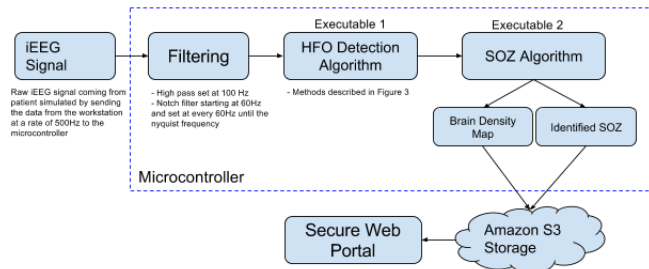 Executable 1
Executable 2
iEEG
Signal
Filtering
HFO Detection
Algorithm
SOZ Algorithm
Raw iEEG signal coming from
patient simulated by sending
the data from the workstation
at a rate of 500Hz to the
microcontroller
- High pass set at 100 Hz
- Notch filter starting at 60Hz
and set at every 60Hz until the
nyquist frequency
- Methods described in Figure 3
Brain Density
Map
Identified SOZ
Microcontroller
Secure Web
Portal
Amazon S3
Storage